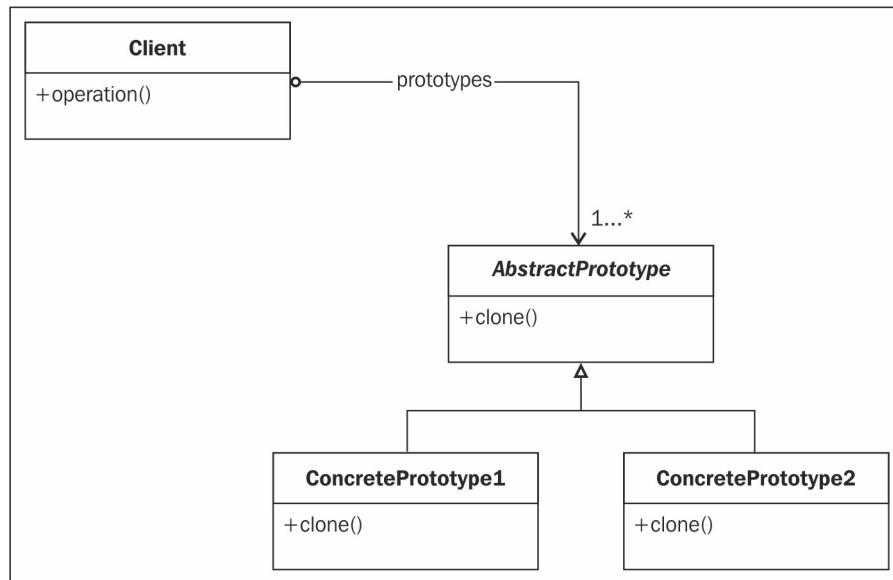 Client
+operation()
prototypes
1...*
AbstractPrototype
+clone()
ConcretePrototype1
+clone()
ConcretePrototype2
+clone()